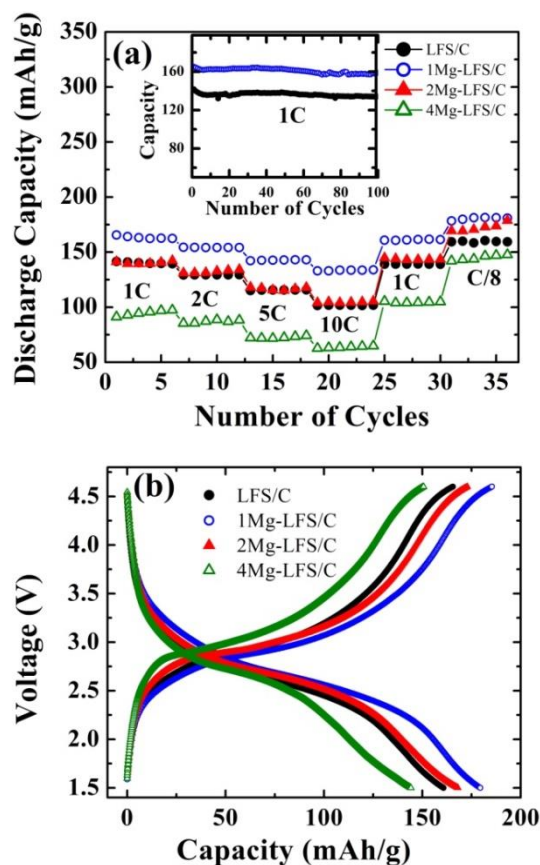 (a)
350
300
250
200
150
100
50
0
5
10
15
20
25
30
35
Discharge Capacity (mAh/g)
Number of Cycles
1C
2C
5C
10C
1C
C/8
LFS/C
1Mg-LFS/C
2Mg-LFS/C
4Mg-LFS/C
160
120
80
0
20
40
60
80
100
Capacity
Number of Cycles
1C
(b)
LFS/C
1Mg-LFS/C
2Mg-LFS/C
4Mg-LFS/C
4.5
4.0
3.5
3.0
2.5
2.0
1.5
0
50
100
150
200
Voltage (V)
Capacity (mAh/g)